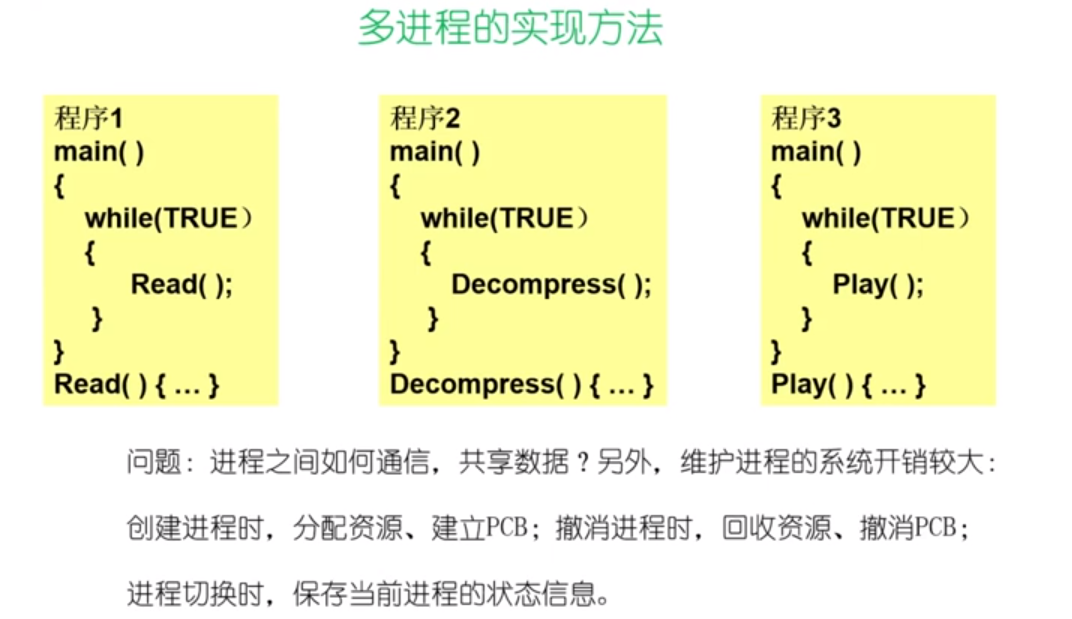 多进程的实现方法
程序1
main( )
{
while(TRUE）
{
Read( );
}
}
Read( ) { ... }
程序2
main( )
{
while(TRUE）
{
Decompress( );
}
}
Decompress( ) { ... }
程序3
main( )
{
while(TRUE）
{
Play( );
}
}
Play( ) { ... }
问题：进程之间如何通信，共享数据？另外，维护进程的系统开销较大：
创建进程时，分配资源、建立PCB；撤消进程时，回收资源、撤消PCB；
进程切换时，保存当前进程的状态信息。